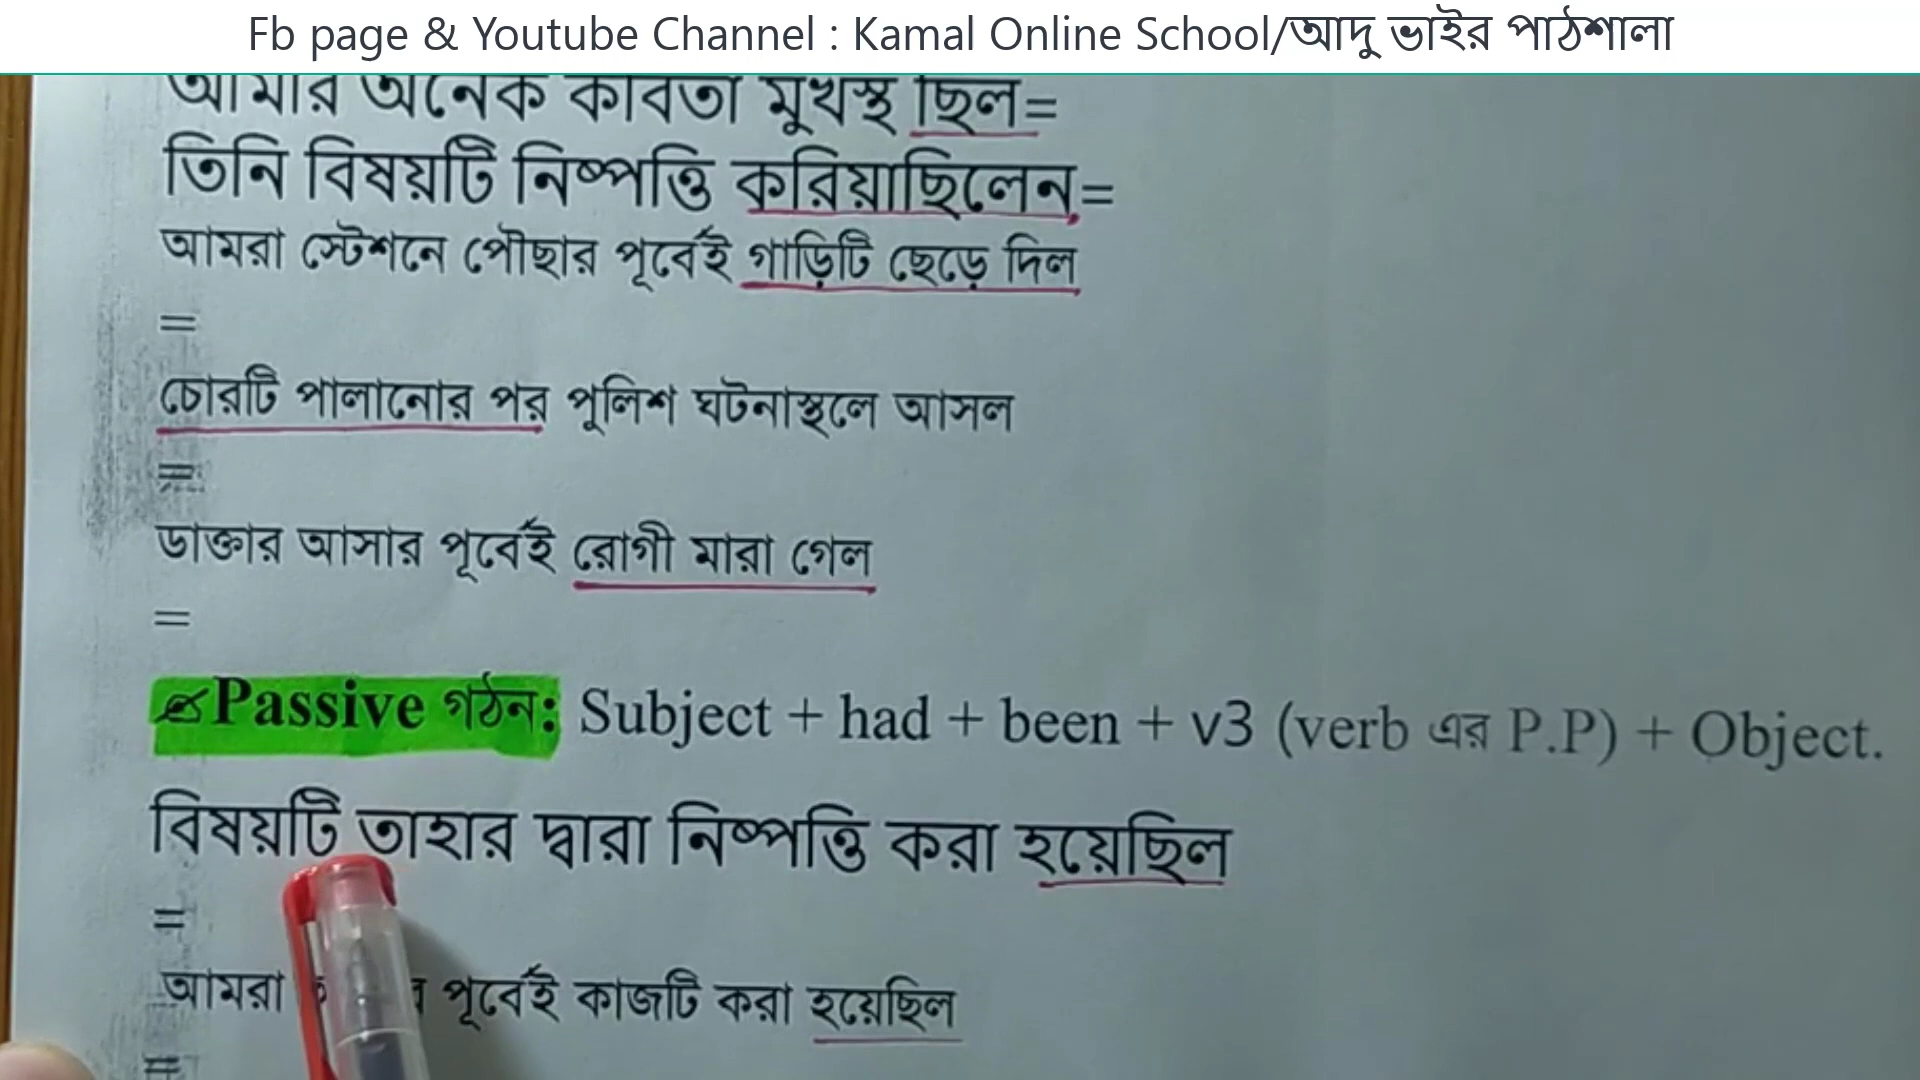 Fb page & Youtube Channel : Kamal Online School/আদু ভাইর পাঠশালা
আমার অনেক কবিতা মুখস্থ ছিল=
তিনি বিষয়টি নিষ্পত্তি করিয়াছিলেন=
আমরা স্টেশনে পৌছার পূর্বেই গাড়িটি ছেড়ে দিল
=
চোরটি পালানোর পর পুলিশ ঘটনাস্থলে আসল
=
ডাক্তার আসার পূর্বেই রোগী মারা গেল
=
✍Passive গঠন: Subject + had + been + v3 (verb এর P.P) + Object.
বিষয়টি তাহার দ্বারা নিষ্পত্তি করা হয়েছিল
=
আমরা পূর্বেই কাজটি করা হয়েছিল
=